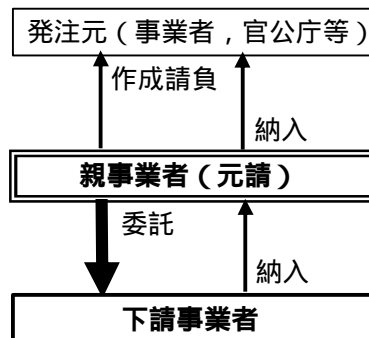 発注元（事業者，官公庁等）
作成請負
納入
親事業者（元請）
委託
納入
下請事業者